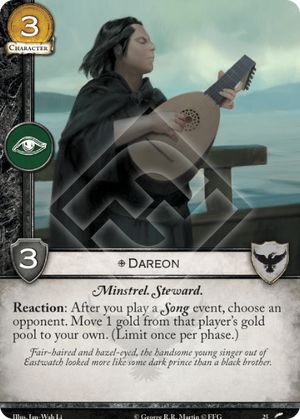 3
CHARACTER
3
DAREON
Minstrel. Steward.
Reaction: After you play a Song event, choose an
opponent. Move 1 gold from that player's gold
pool to your own. (Limit once per phase.)
Fair-haired and hazel-eyed, the handsome young singer out of
Eastwatch looked more like some dark prince than a black brother.
Illus. Jan Wah Li © George R.R. Martin © FFG 25